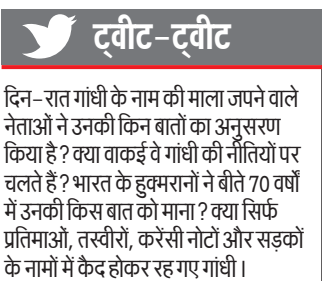 ट्वीट-ट्वीट
दिन-रात गांधी के नाम की माला जपने वाले
नेताओं ने उनकी किन बातों का अनुसरण
किया है? क्या वाकई वे गांधी की नीतियों पर
चलते हैं? भारत के हुक्मरानों ने बीते 70 वर्षों
में उनकी किस बात को माना? क्या सिर्फ
प्रतिमाओं, तस्वीरों, करेंसी नोटों और सड़कों
के नामों में कैद होकर रह गए गांधी।